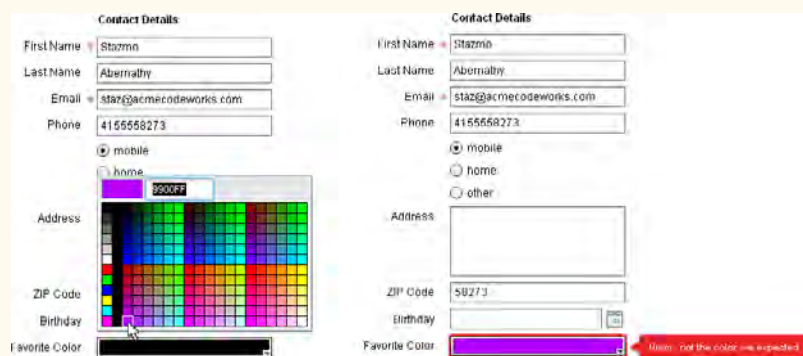 Contact Details
First Name * Stazmo
Last Name Abernathy
Email * staz@acmecodeworks.com
Phone 4155558273
mobile
home
9900FF
Address
ZIP Code
Birthday
Favorite Color
Contact Details
First Name * Stazmo
Last Name Abernathy
Email * staz@acmecodeworks.com
Phone 4155558273
mobile
home
other
Address
ZIP Code 58273
Birthday
Favorite Color
not the color we expected